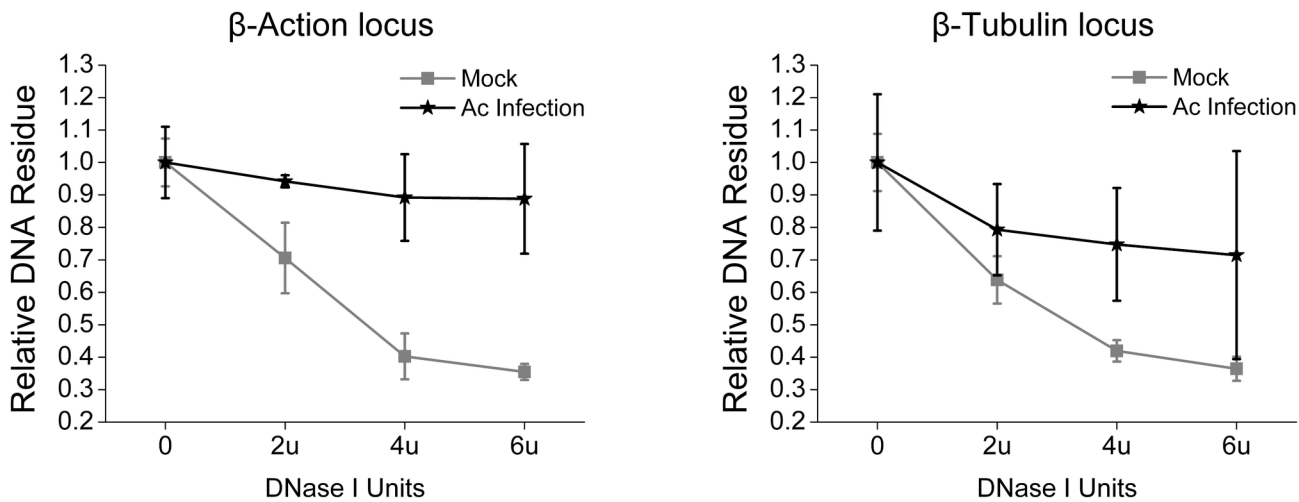 β-Action locus
Relative DNA Residue
1.3
1.2
1.1
1.0
0.9
0.8
0.7
0.6
0.5
0.4
0.3
0.2
Mock
Ac Infection
0 2u 4u 6u
DNase I Units
β-Tubulin locus
Relative DNA Residue
1.3
1.2
1.1
1.0
0.9
0.8
0.7
0.6
0.5
0.4
0.3
0.2
Mock
Ac Infection
0 2u 4u 6u
DNase I Units